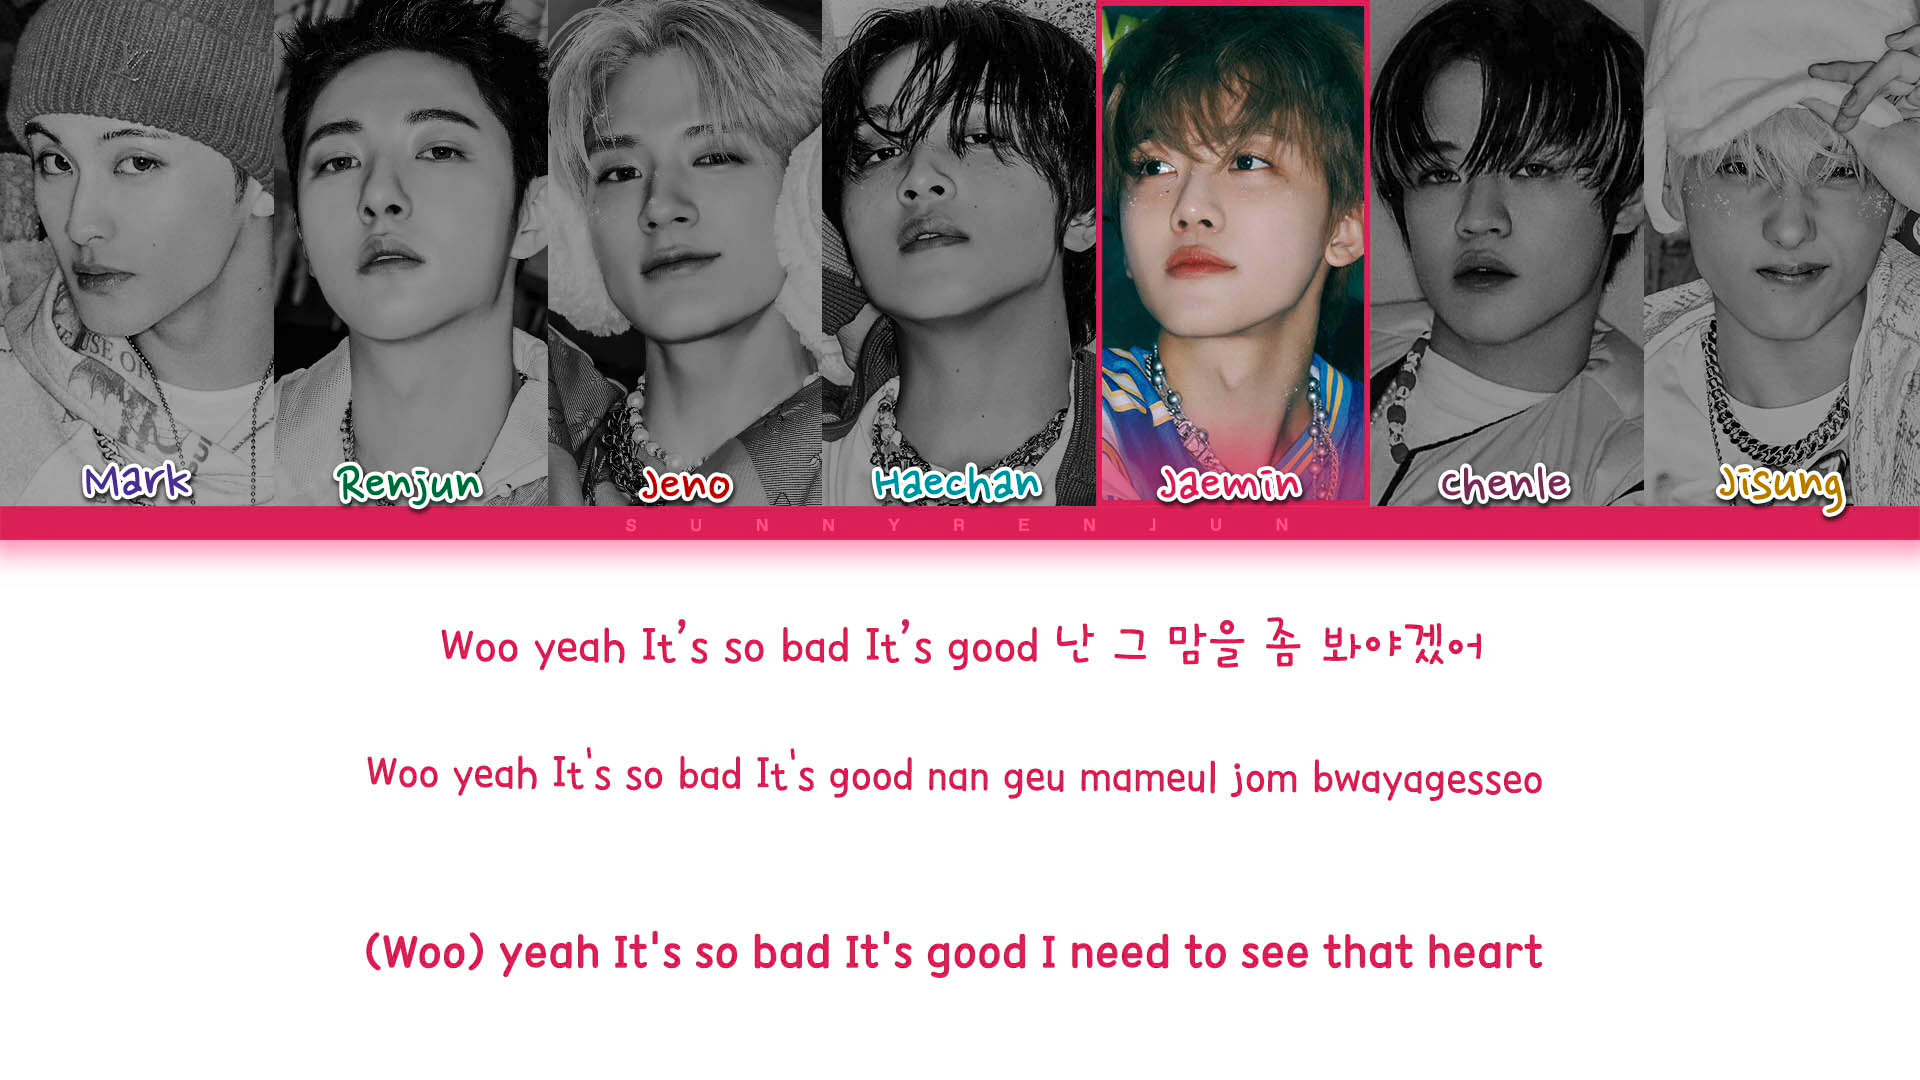 Mark
Renjun
Jeno
Haechan
Jaemin
Chenle
Jisung
SUNNYRENJUN
Woo yeah It’s so bad It’s good 난 그 맘을 좀 봐야겠어
Woo yeah It's so bad It's good nan geu mameul jom bwayagesseo
(Woo) yeah It's so bad It's good I need to see that heart